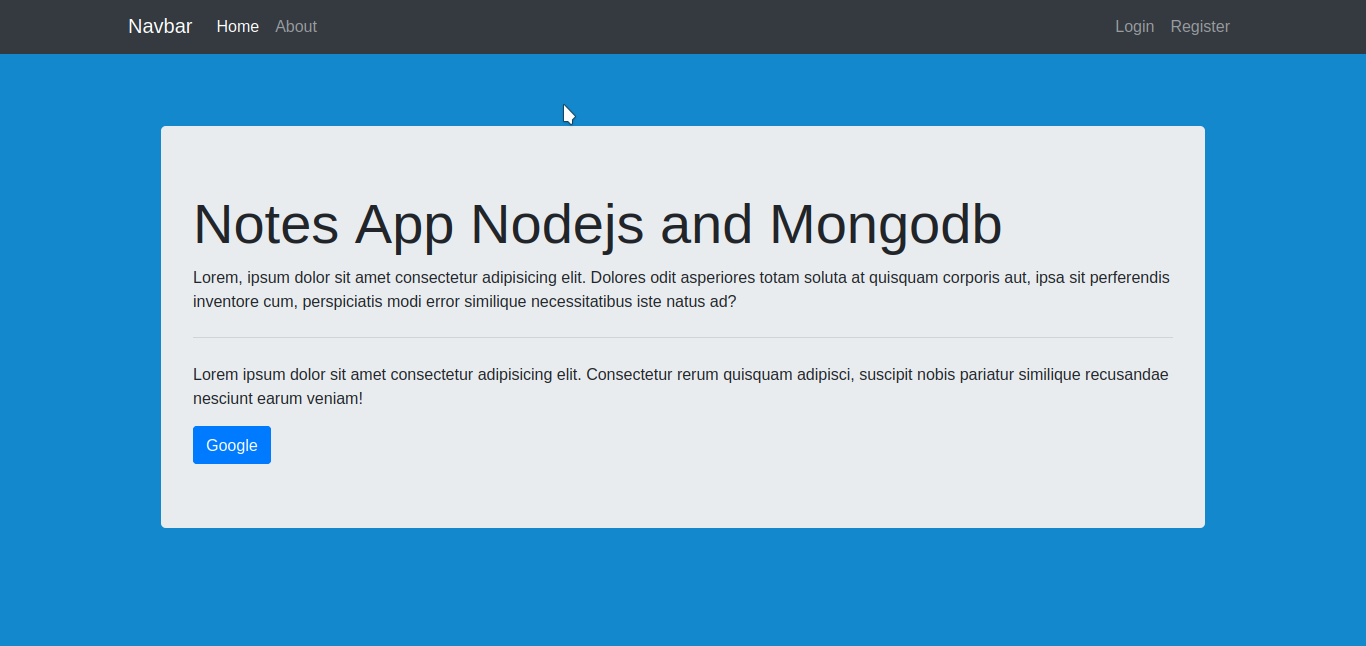 Navbar Home About Login Register
Notes App Nodejs and Mongodb
Lorem, ipsum dolor sit amet consectetur adipisicing elit. Dolores odit asperiores totam soluta at quisquam corporis aut, ipsa sit perferendis
inventore cum, perspiciatis modi error similique necessitatibus iste natus ad?
Lorem ipsum dolor sit amet consectetur adipisicing elit. Consectetur rerum quisquam adipisci, suscipit nobis pariatur similique recusandae
nesciunt earum veniam!
Google